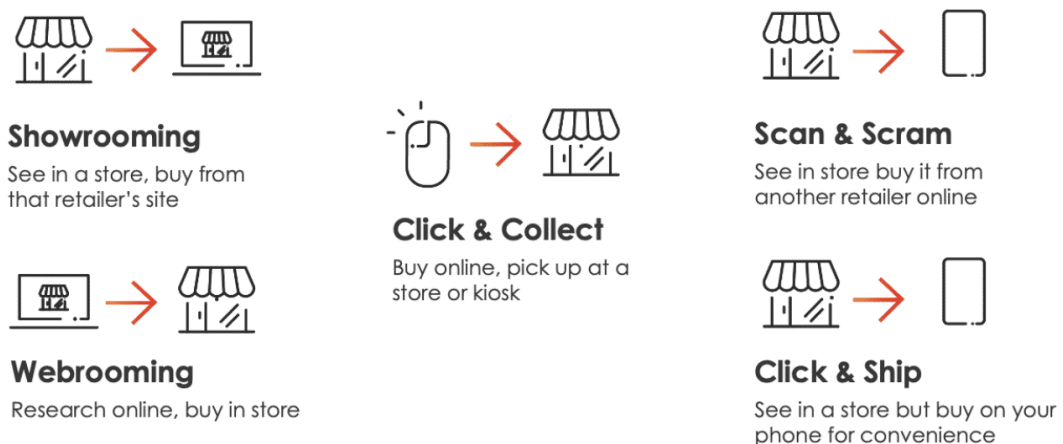 Showrooming
See in a store, buy from
that retailer's site
Webrooming
Research online, buy in store
Click & Collect
Buy online, pick up at a
store or kiosk
Scan & Scram
See in store buy it from
another retailer online
Click & Ship
See in a store but buy on your
phone for convenience